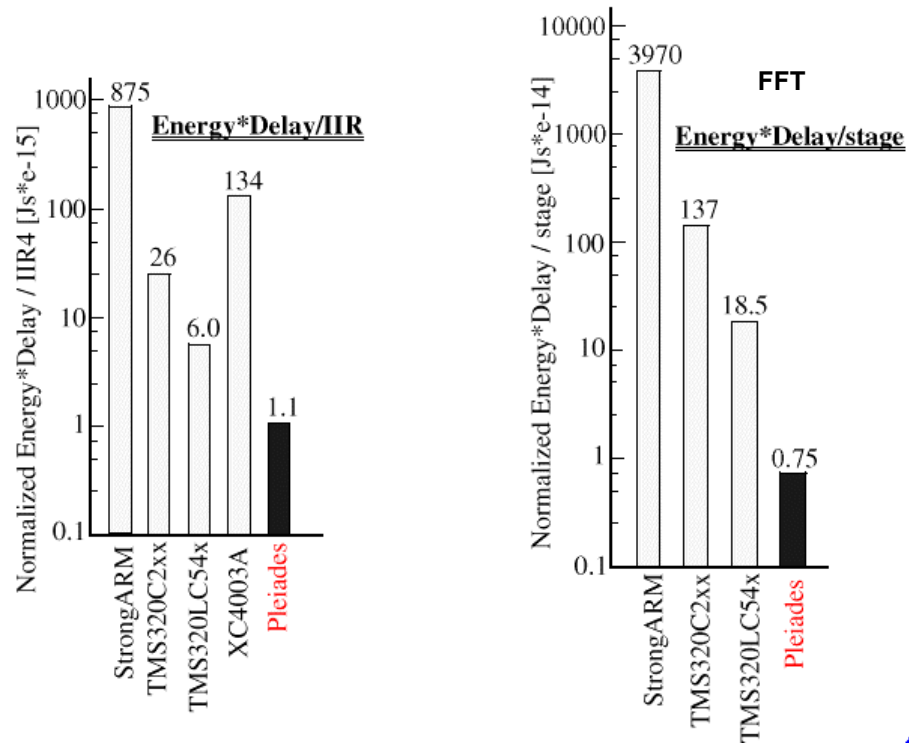 Normalized Energy*Delay / IIR4 [Js*e-15]
1000
100
10
1
0.1
Energy*Delay/IIR
875
26
6.0
134
1.1
StrongARM
TMS320C2xx
TMS320LC54x
XC4003A
Pleiades
Normalized Energy*Delay / stage [Js*e-14]
10000
1000
100
10
1
0.1
FFT
Energy*Delay/stage
3970
137
18.5
0.75
StrongARM
TMS320C2xx
TMS320LC54x
Pleiades